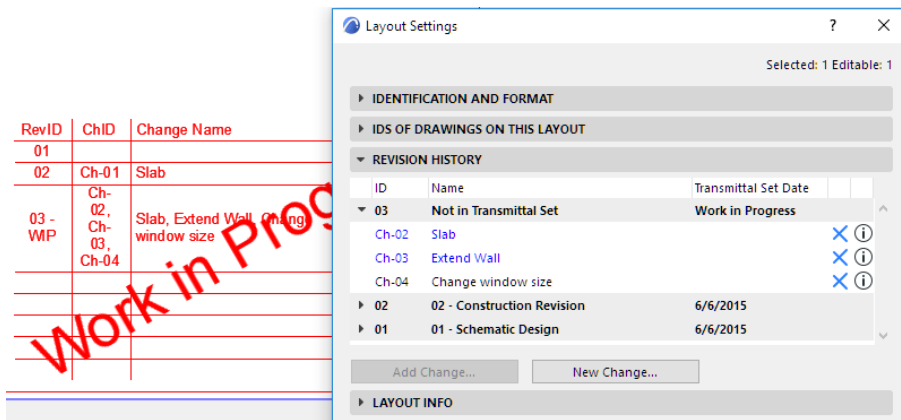 Layout Settings
?
Selected: 1 Editable: 1
IDENTIFICATION AND FORMAT
IDS OF DRAWINGS ON THIS LAYOUT
REVISION HISTORY
ID Name Transmittal Set Date
03 Not in Transmittal Set Work in Progress
Ch-02 Slab
Ch-03 Extend Wall
Ch-04 Change window size
02 02 - Construction Revision 6/6/2015
01 01 - Schematic Design 6/6/2015
Add Change... New Change...
LAYOUT INFO
RevID ChID Change Name
01
02 Ch-01 Slab
03 - WIP Ch-02, Ch-03, Ch-04 Slab, Extend Wall, Change window size
Work in Prog